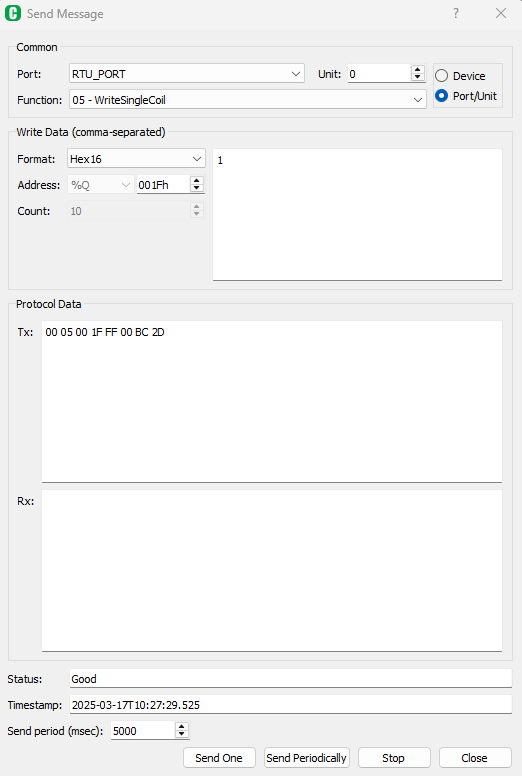 C Send Message ?
Common
Port: RTU_PORT Unit: 0 Device
Function: 05 - WriteSingleCoil Port/Unit
Write Data (comma-separated)
Format: Hex16 1
Address: %Q 001Fh
Count: 10
Protocol Data
Tx: 00 05 00 1F FF 00 BC 2D
Rx:
Status: Good
Timestamp: 2025-03-17T10:27:29.525
Send period (msec): 5000
Send One Send Periodically Stop Close